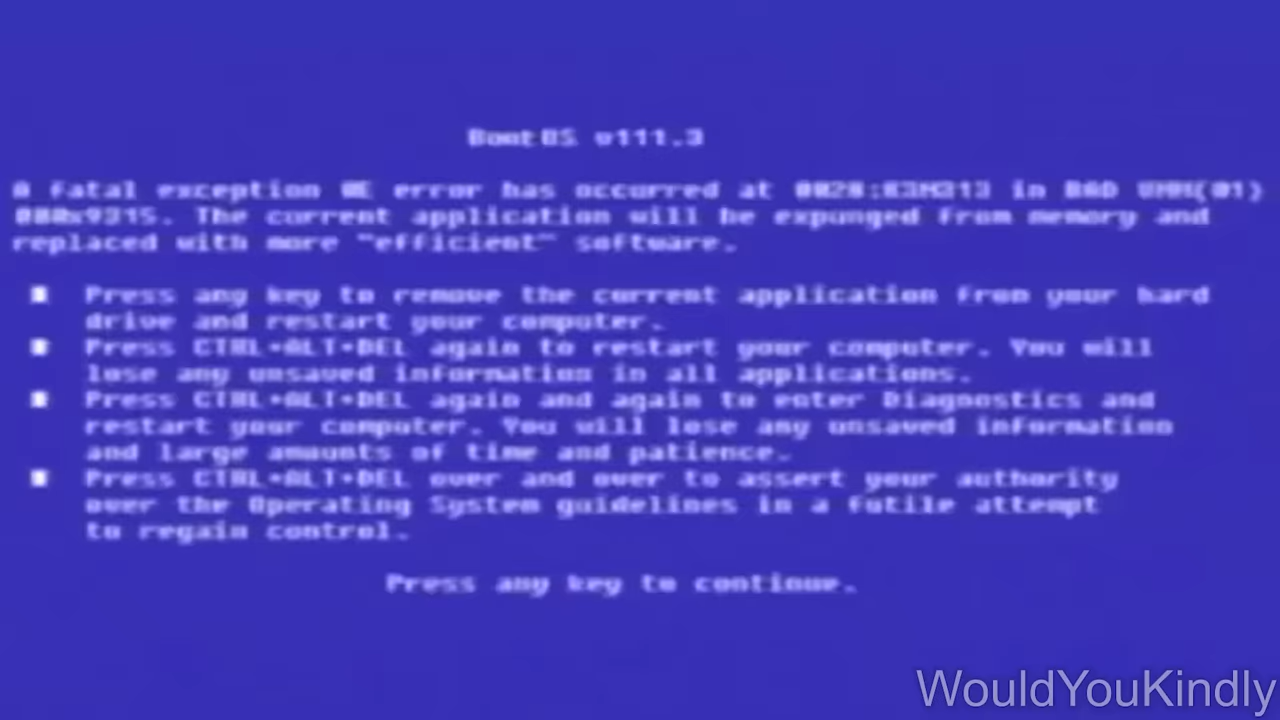 BootOS v111.3
A fatal exception 0E error has occurred at in BAD
The current application will be expunged from memory and
replaced with more "efficient" software.
Press any key to remove the current application from your hard
drive and restart your computer.
Press CTRL+ALT+DEL again to restart your computer. You will
lose any unsaved information in all applications.
Press CTRL+ALT+DEL again and again to enter Diagnostics and
restart your computer. You will lose any unsaved information
and large amounts of time and patience.
Press CTRL+ALT+DEL over and over to assert your authority
over the Operating System guidelines in a futile attempt
to regain control.
Press any key to continue.
WouldYouKindly